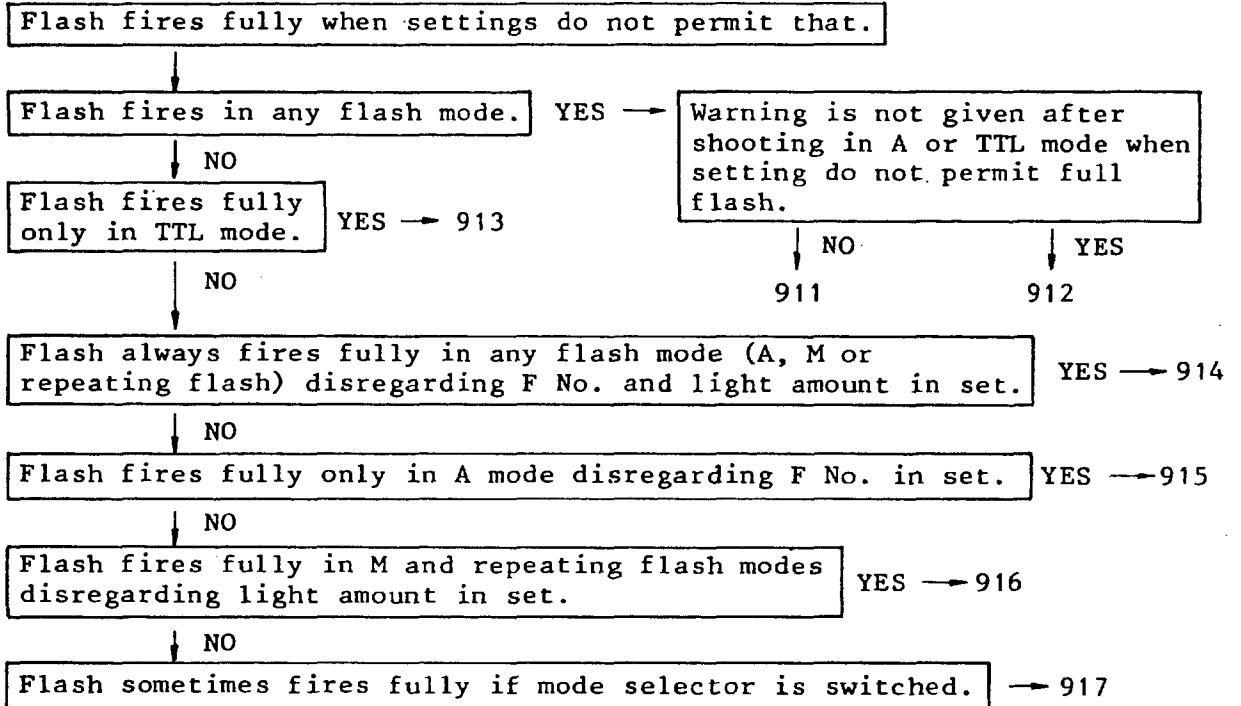 Flash fires fully when settings do not permit that.
Flash fires in any flash mode.
YES
Warning is not given after
shooting in A or TTL mode when
setting do not permit full
flash.
NO
Flash fires fully
only in TTL mode.
YES
913
NO
YES
911
912
NO
Flash always fires fully in any flash mode (A, M or
repeating flash) disregarding F No. and light amount in set.
YES
914
NO
Flash fires fully only in A mode disregarding F No. in set.
YES
915
NO
Flash fires fully in M and repeating flash modes
disregarding light amount in set.
YES
916
NO
Flash sometimes fires fully if mode selector is switched.
917